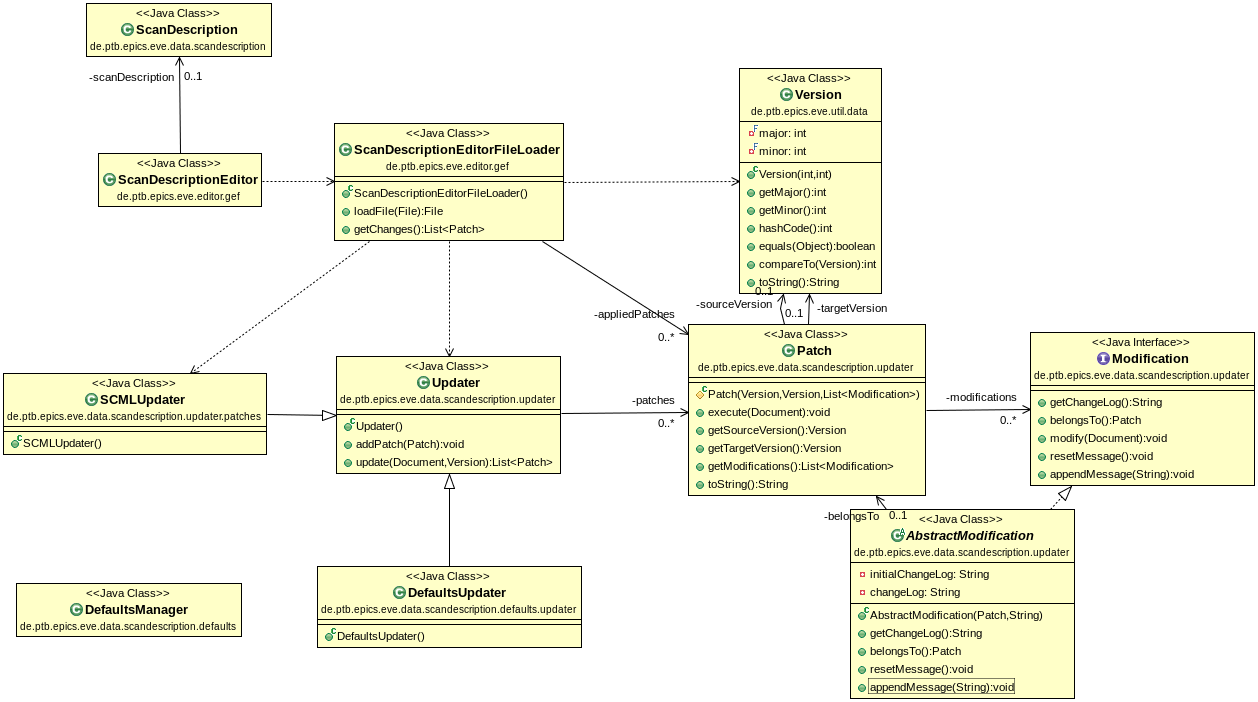 <<Java Class>>
ScanDescription
de.ptb.epics.eve.data.scandescription
-scanDescription
0..1
<<Java Class>>
ScanDescriptionEditor
de.ptb.epics.eve.editor.gef
<<Java Class>>
ScanDescriptionEditorFileLoader
de.ptb.epics.eve.editor.gef
ScanDescriptionEditorFileLoader()
loadFile(File):File
getChanges():List<Patch>
<<Java Class>>
Version
de.ptb.epics.eve.util.data
major: int
minor: int
Version(int,int)
getMajor():int
getMinor():int
hashCode():int
equals(Object):boolean
compareTo(Version):int
toString():String
0..1
-sourceVersion
0..1
-targetVersion
-appliedPatches
0..*
<<Java Class>>
SCMLUpdater
de.ptb.epics.eve.data.scandescription.updater.patches
SCMLUpdater()
<<Java Class>>
Updater
de.ptb.epics.eve.data.scandescription.updater
Updater()
addPatch(Patch):void
update(Document,Version):List<Patch>
-patches
0..*
<<Java Class>>
Patch
de.ptb.epics.eve.data.scandescription.updater
Patch(Version,Version,List<Modification>)
execute(Document):void
getSourceVersion():Version
getTargetVersion():Version
getModifications():List<Modification>
toString():String
-modifications
0..*
<<Java Interface>>
Modification
de.ptb.epics.eve.data.scandescription.updater
getChangeLog():String
belongsTo():Patch
modify(Document):void
resetMessage():void
appendMessage(String):void
-belongsTo
0..1
<<Java Class>>
AbstractModification
de.ptb.epics.eve.data.scandescription.updater
initialChangeLog: String
changeLog: String
AbstractModification(Patch,String)
getChangeLog():String
belongsTo():Patch
resetMessage():void
appendMessage(String):void
<<Java Class>>
DefaultsUpdater
de.ptb.epics.eve.data.scandescription.defaults.updater
DefaultsUpdater()
<<Java Class>>
DefaultsManager
de.ptb.epics.eve.data.scandescription.defaults